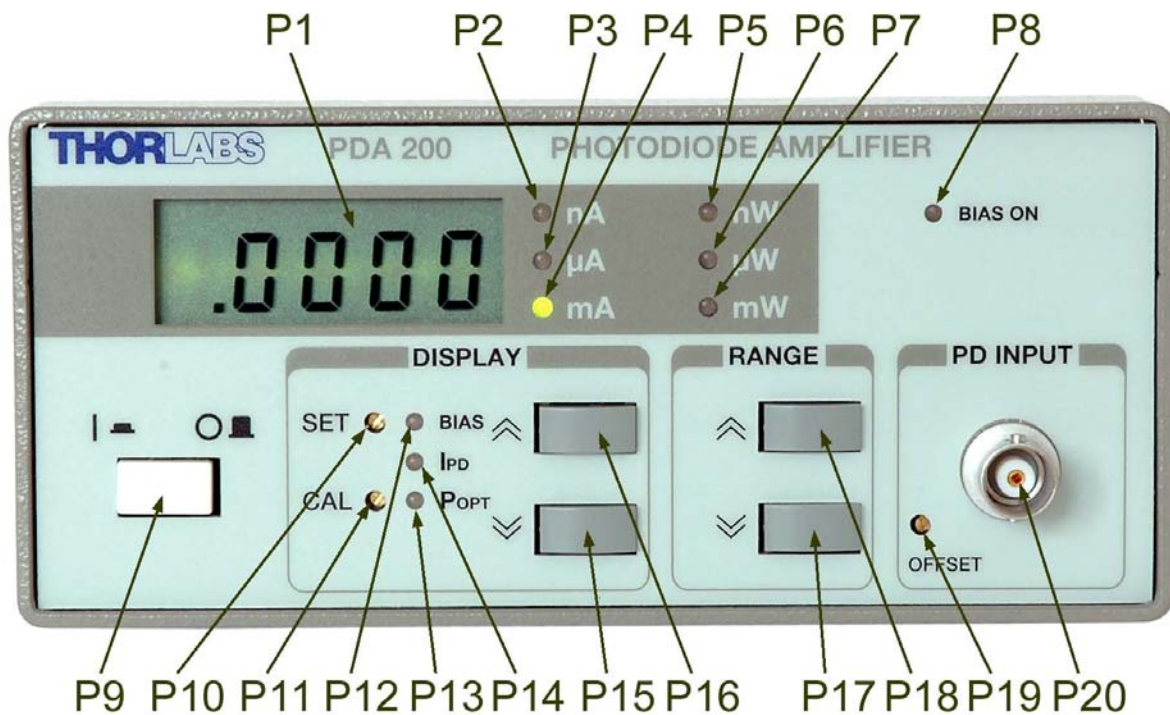 P1 P2 P3 P4 P5 P6 P7 P8
THORLABS PDA 200 PHOTODIODE AMPLIFIER
nA nW BIAS ON
.0000
µA µW
mA mW
DISPLAY RANGE PD INPUT
SET BIAS
IPD
CAL POPT
OFFSET
P9 P10 P11 P12 P13 P14 P15 P16 P17 P18 P19 P20